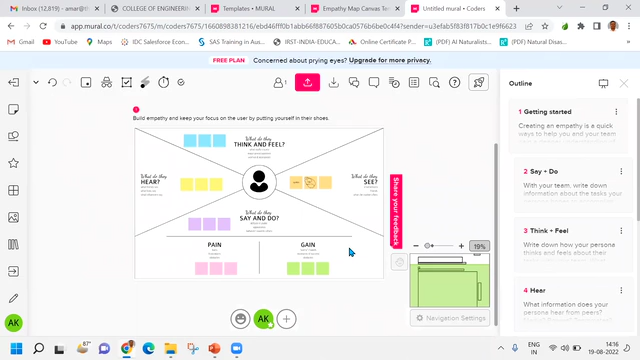 Inbox (12,819) - amar@tl
COLLEGE OF ENGINEERIN
Templates • MURAL
Empathy Map Canvas Tem
Untitled mural • Coders
app.mural.co/t/coders7675/m/coders7675/1660898381216/ebd46fff0b1abb6f887605b0ca0576b6be0c4f4?sender=u3efab5f83f817b0c1e9f6623
Gmail
YouTube
Maps
IDC Solarize Econom
SAS Training in Aus
IIRST-INDIA-EDUCA
Online Certificate P
(PDF) AI Naturalists
(PDF) Natural Disas
FREE PLAN Concerned about prying eyes? Upgrade for more privacy.
Build empathy and keep your focus on the user by putting yourself in their shoes.
What do they
THINK AND FEEL?
What do they
HEAR?
What do they
SEE?
What do they
SAY AND DO?
PAIN
GAIN
Share your feedback
19%
Navigation Settings
Outline
1 Getting started
Creating an empathy is a quick
ways to help you and your
2 Say + Do
With your team, write down
information about the tasks your
3 Think + Feel
Write down how your persona
thinks and feels about their
4 Hear
What information does your
persona hear from peers?
AK
AK
87°
ENG
IN
14:16
19-08-2022